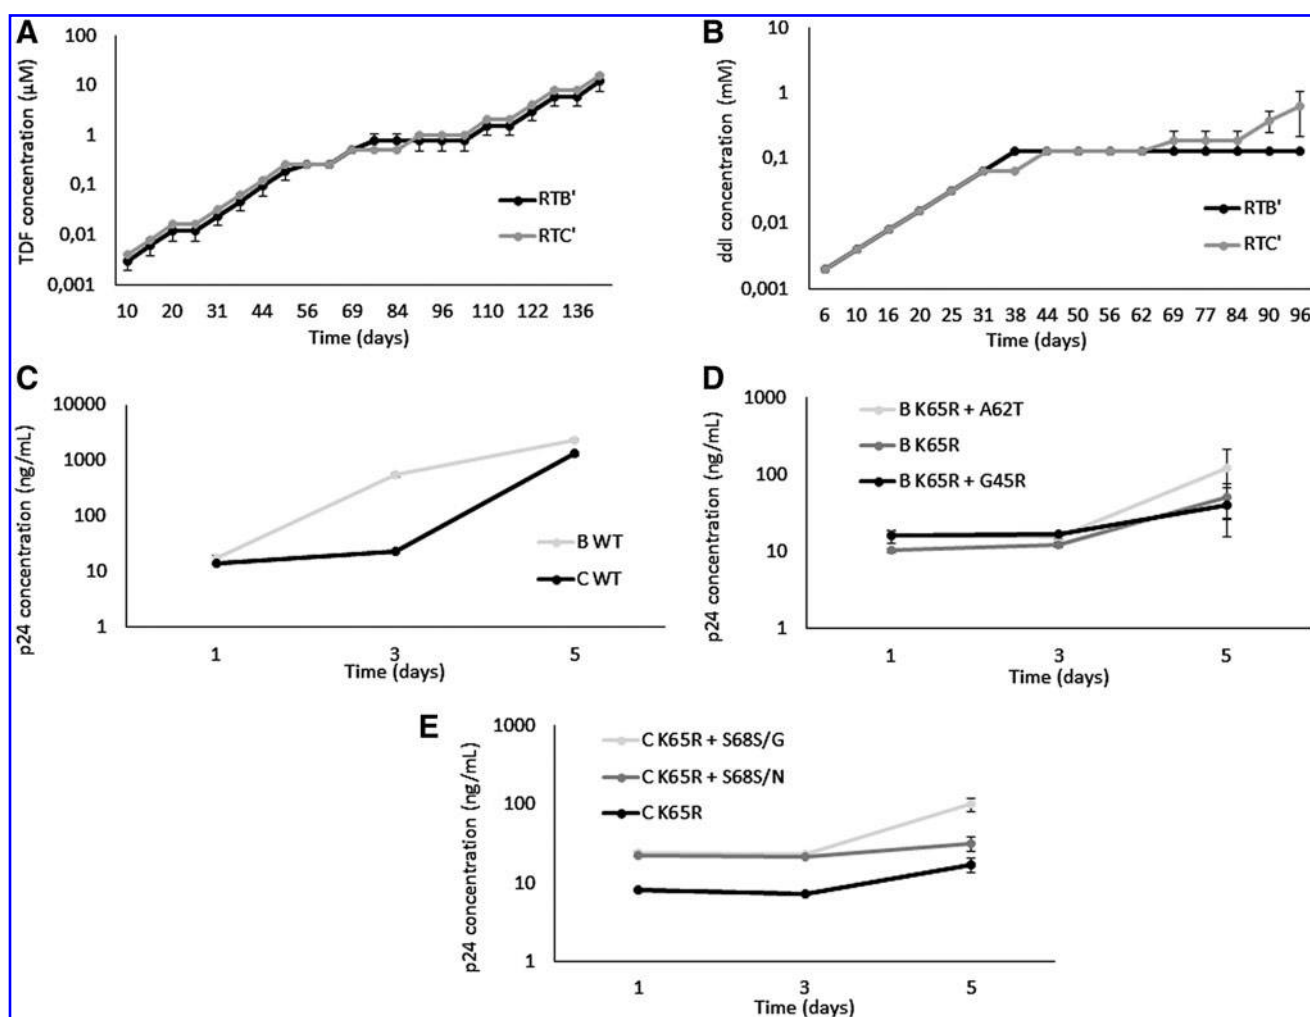 A
TDF concentration (µM)
100
10
1
0,1
0,01
0,001
RTB'
RTC'
10 20 31 44 56 69 84 96 110 122 136
Time (days)
B
ddI concentration (mM)
10
1
0,1
0,01
0,001
RTB'
RTC'
6 10 16 20 25 31 38 44 50 56 62 69 77 84 90 96
Time (days)
C
p24 concentration (ng/mL)
10000
1000
100
10
1
B WT
C WT
1 3 5
Time (days)
D
p24 concentration (ng/mL)
1000
100
10
1
B K65R + A62T
B K65R
B K65R + G45R
1 3 5
Time (days)
E
p24 concentration (ng/mL)
1000
100
10
1
C K65R + S68S/G
C K65R + S68S/N
C K65R
1 3 5
Time (days)